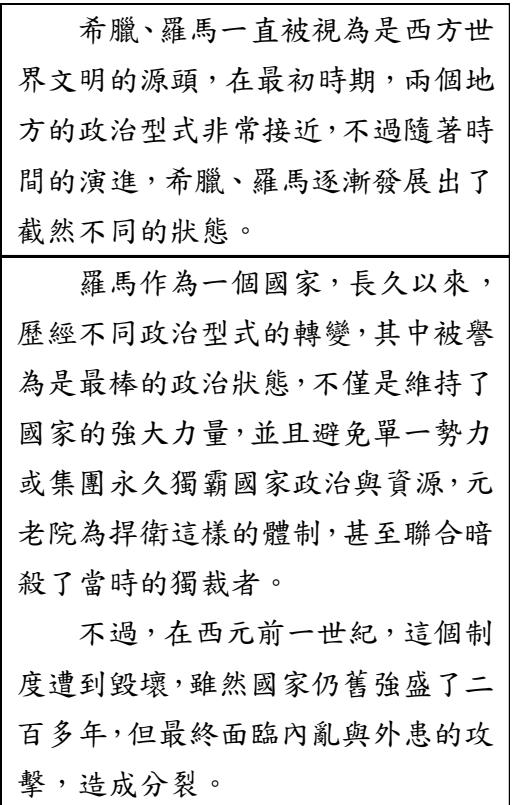 希臘、羅馬一直被視為是西方世
界文明的源頭，在最初時期，兩個地
方的政治型式非常接近，不過隨著時
間的演進，希臘、羅馬逐漸發展出了
截然不同的狀態。
羅馬作為一個國家，長久以來，
歷經不同政治型式的轉變，其中被譽
為是最棒的政治狀態，不僅是維持了
國家的強大力量，並且避免單一勢力
或集團永久獨霸國家政治與資源，元
老院為捍衛這樣的體制，甚至聯合暗
殺了當時的獨裁者。
不過，在西元前一世紀，這個制
度遭到毀壞，雖然國家仍舊強盛了二
百多年，但最終面臨內亂與外患的攻
擊，造成分裂。